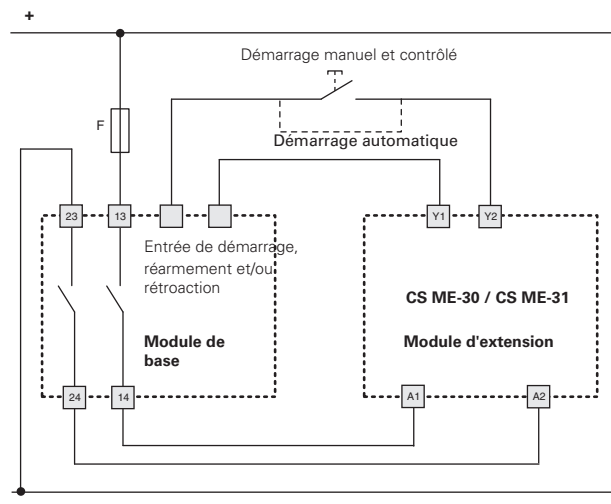 +
Démarrage manuel et contrôlé
F
Démarrage automatique
23
13
Y1
Y2
Entrée de démarrage,
réarmement et/ou
rétroaction
CS ME-30 / CS ME-31
Module de
base
Module d'extension
24
14
A1
A2